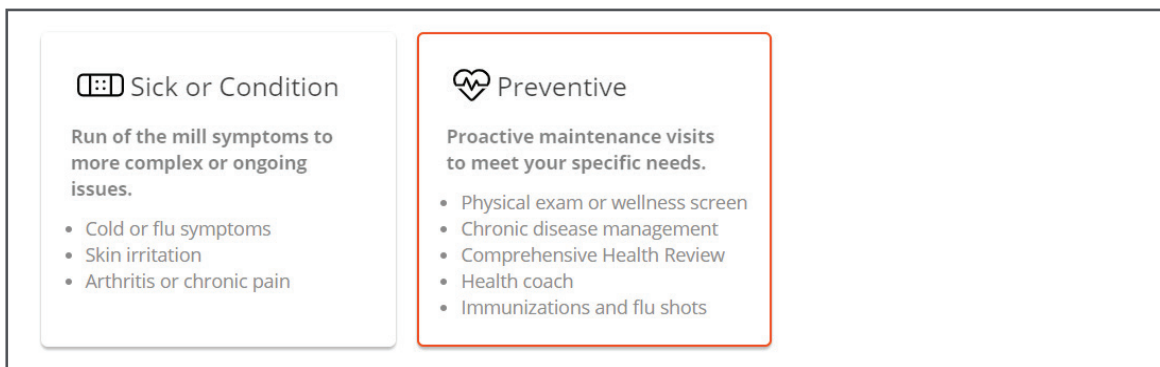 Sick or Condition
Run of the mill symptoms to
more complex or ongoing
issues.
• Cold or flu symptoms
• Skin irritation
• Arthritis or chronic pain
Preventive
Proactive maintenance visits
to meet your specific needs.
• Physical exam or wellness screen
• Chronic disease management
• Comprehensive Health Review
• Health coach
• Immunizations and flu shots